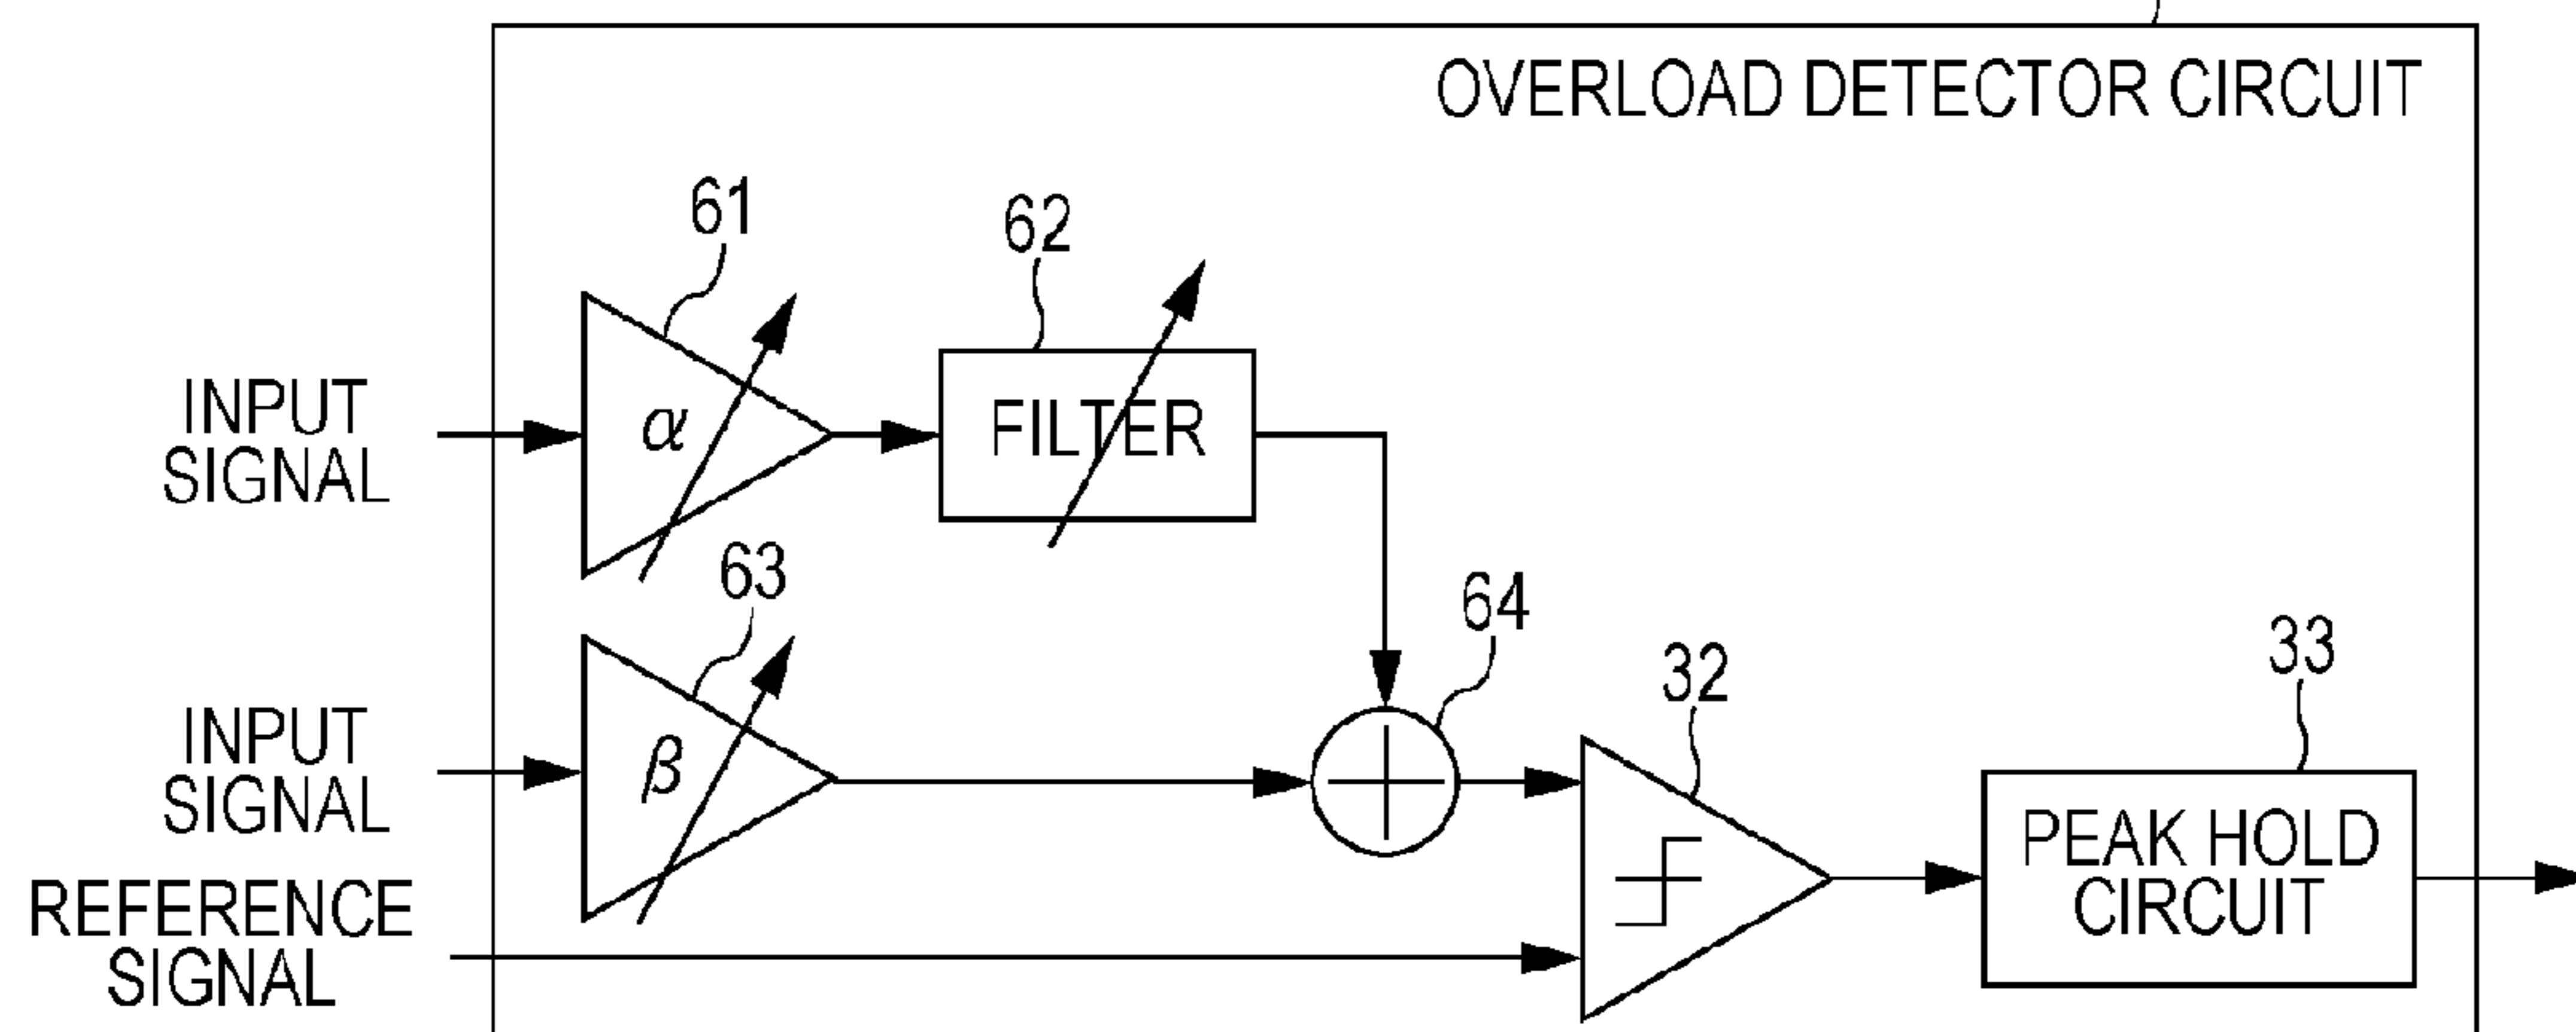 OVERLOAD DETECTOR CIRCUIT
61
62
INPUT
SIGNAL
α
FILTER
63
64
32
33
INPUT
SIGNAL
β
PEAK HOLD
CIRCUIT
REFERENCE
SIGNAL